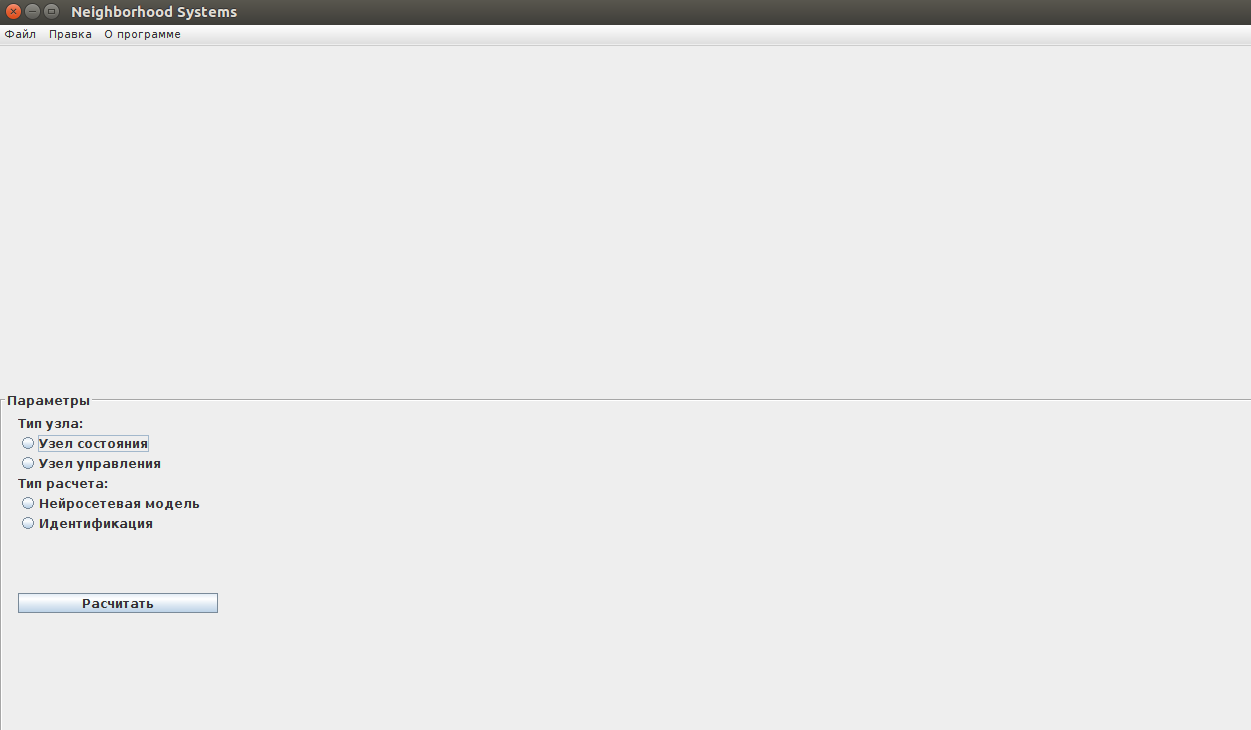 Neighborhood Systems
Файл Правка О программе
Параметры
Тип узла:
Узел состояния
Узел управления
Тип расчета:
Нейросетевая модель
Идентификация
Расчитать